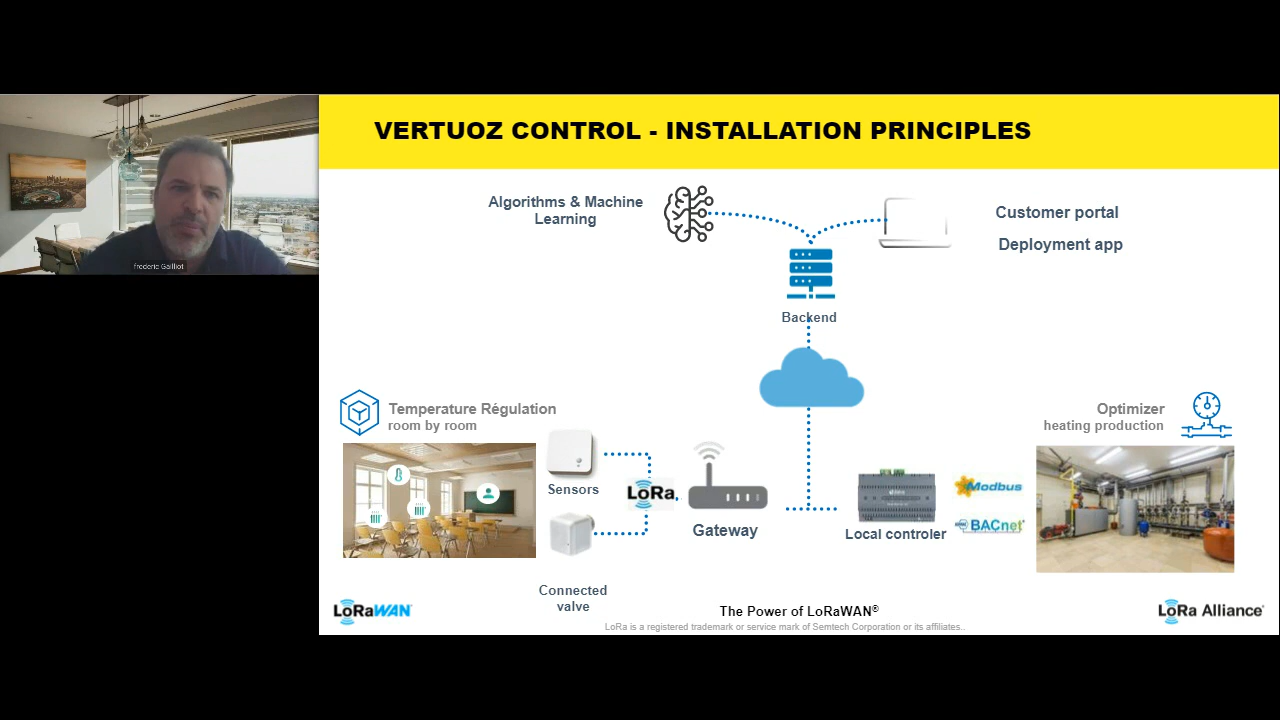 VERTUOZ CONTROL - INSTALLATION PRINCIPLES
frederic Gailliot
Algorithms & Machine
Learning
Customer portal
Deployment app
Backend
Temperature Régulation
room by room
Optimizer
heating production
Sensors
LoRa
Gateway
Modbus
BACnet
Local controler
Connected
valve
LoRaWAN
The Power of LoRaWAN®
LoRa Alliance
LoRa is a registered trademark or service mark of Semtech Corporation or its affiliates..